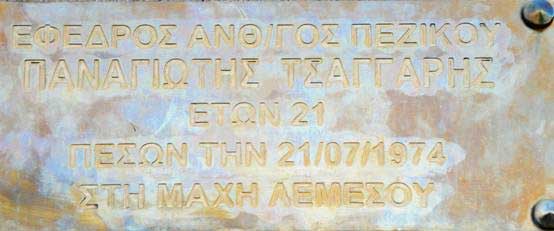 ΕΦΕΔΡΟΣ ΑΝΘ/ΓΟΣ ΠΕΖΙΚΟΥ
ΠΑΝΑΓΙΩΤΗΣ ΤΣΑΓΓΑΡΗΣ
ΕΤΩΝ 21
ΠΕΣΩΝ ΤΗΝ 21/07/1974
ΣΤΗ ΜΑΧΗ ΛΕΜΕΣΟΥ